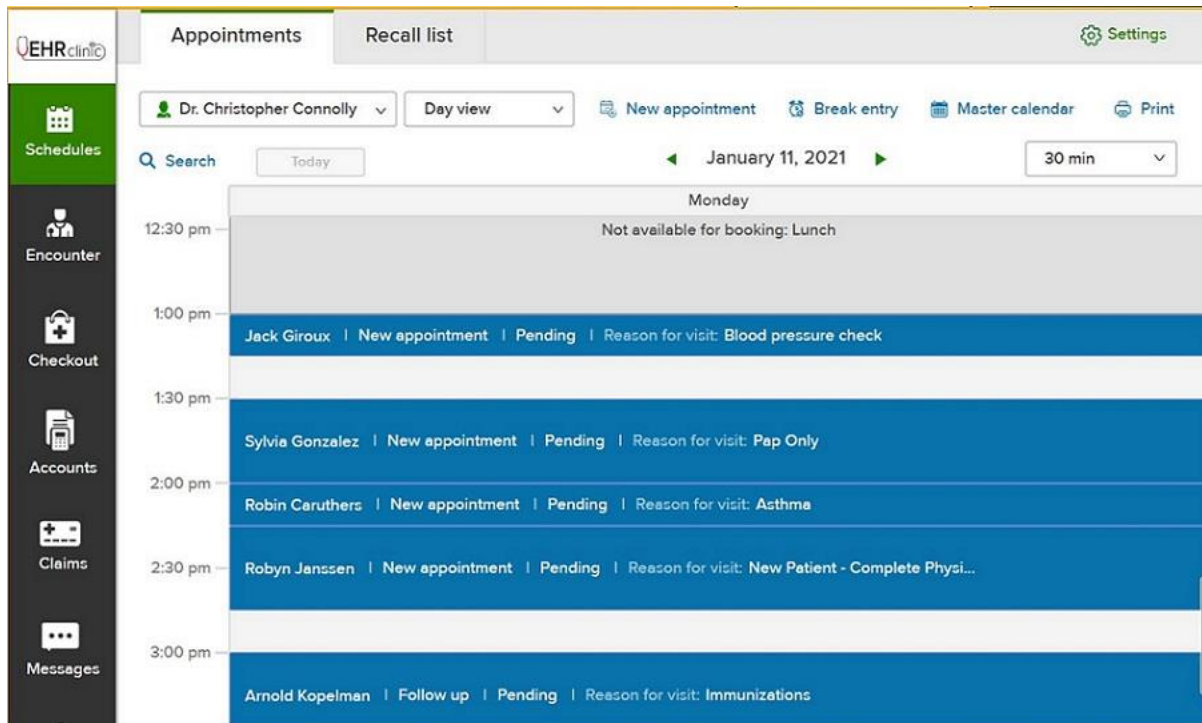 EHRclinic
Appointments
Recall list
Settings
Schedules
Encounter
Checkout
Accounts
Claims
Messages
Dr. Christopher Connolly
Day view
New appointment
Break entry
Master calendar
Print
Search
Today
January 11, 2021
30 min
Monday
12:30 pm
Not available for booking: Lunch
1:00 pm
Jack Giroux | New appointment | Pending | Reason for visit: Blood pressure check
1:30 pm
Sylvia Gonzalez | New appointment | Pending | Reason for visit: Pap Only
2:00 pm
Robin Caruthers | New appointment | Pending | Reason for visit: Asthma
2:30 pm
Robyn Janssen | New appointment | Pending | Reason for visit: New Patient - Complete Physi...
3:00 pm
Arnold Kopelman | Follow up | Pending | Reason for visit: Immunizations